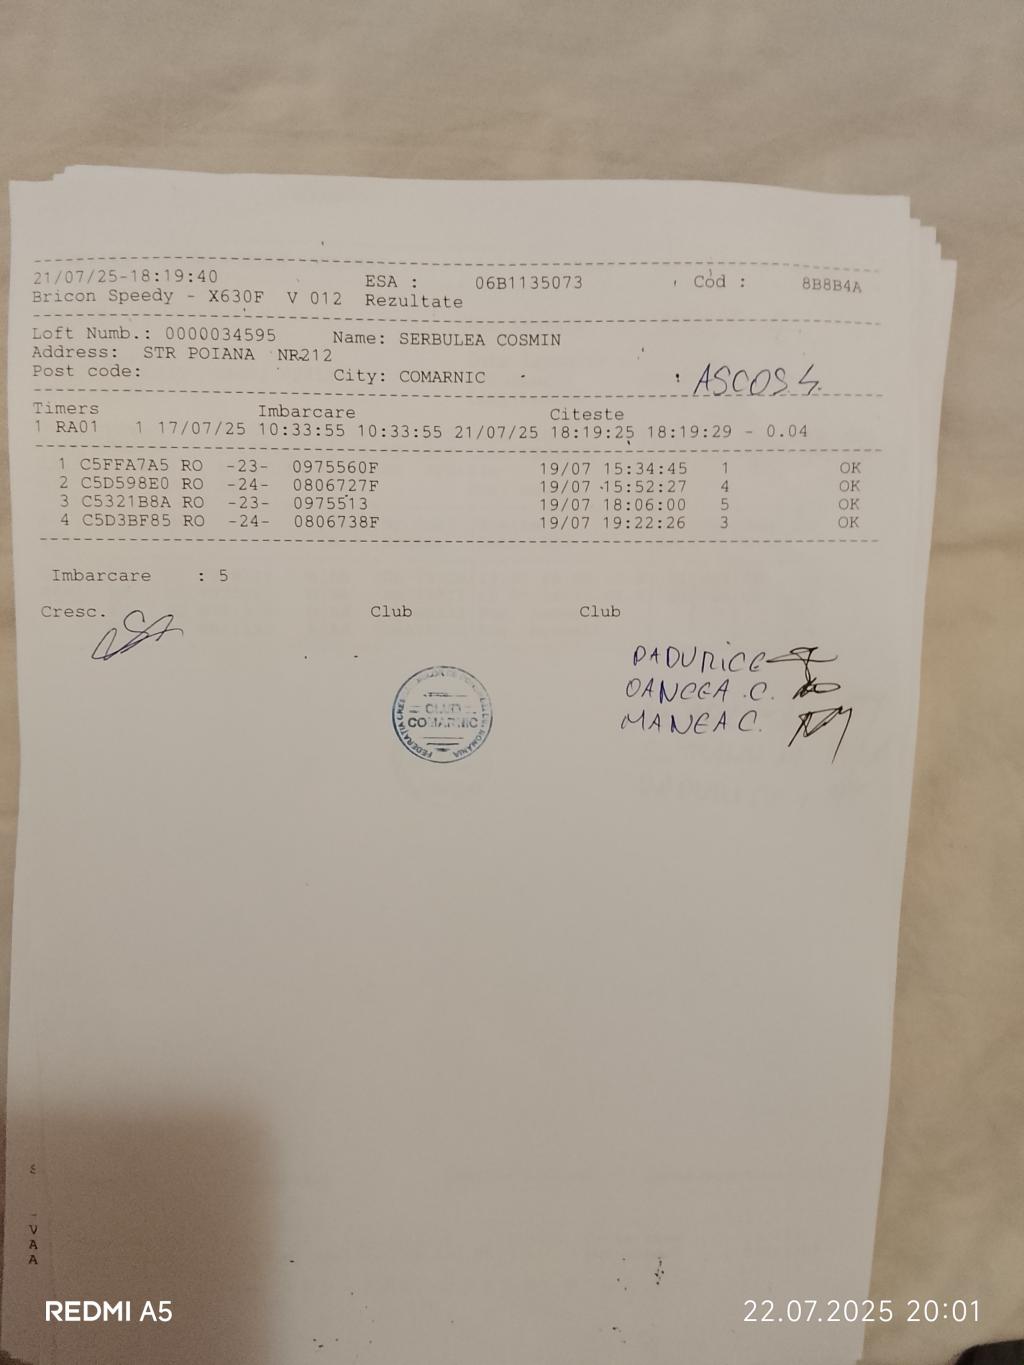 21/07/25-18:19:40 ESA : 06B1135073 Cod : 8B8B4A
Bricon Speedy - X630F V 012 Rezultate
Loft Numb.: 0000034595 Name: SERBULEA COSMIN
Address: STR POIANA NR212
Post code: City: COMARNIC ASCOS 4.
Timers Imbarcare Citeste
1 RA01 1 17/07/25 10:33:55 10:33:55 21/07/25 18:19:25 18:19:29 - 0.04
1 C5FFA7A5 RO -23- 0975560F 19/07 15:34:45 1 OK
2 C5D598E0 RO -24- 0806727F 19/07 15:52:27 4 OK
3 C5321B8A RO -23- 0975513 19/07 18:06:00 5 OK
4 C5D3BF85 RO -24- 0806738F 19/07 19:22:26 3 OK
Imbarcare : 5
Cresc. Club Club
PADURICE
OANCEA .C.
MANEA C.
CLUB
COMARNIC
FEDERAȚIA ROMANIA
V
A
A
REDMI A5
22.07.2025 20:01